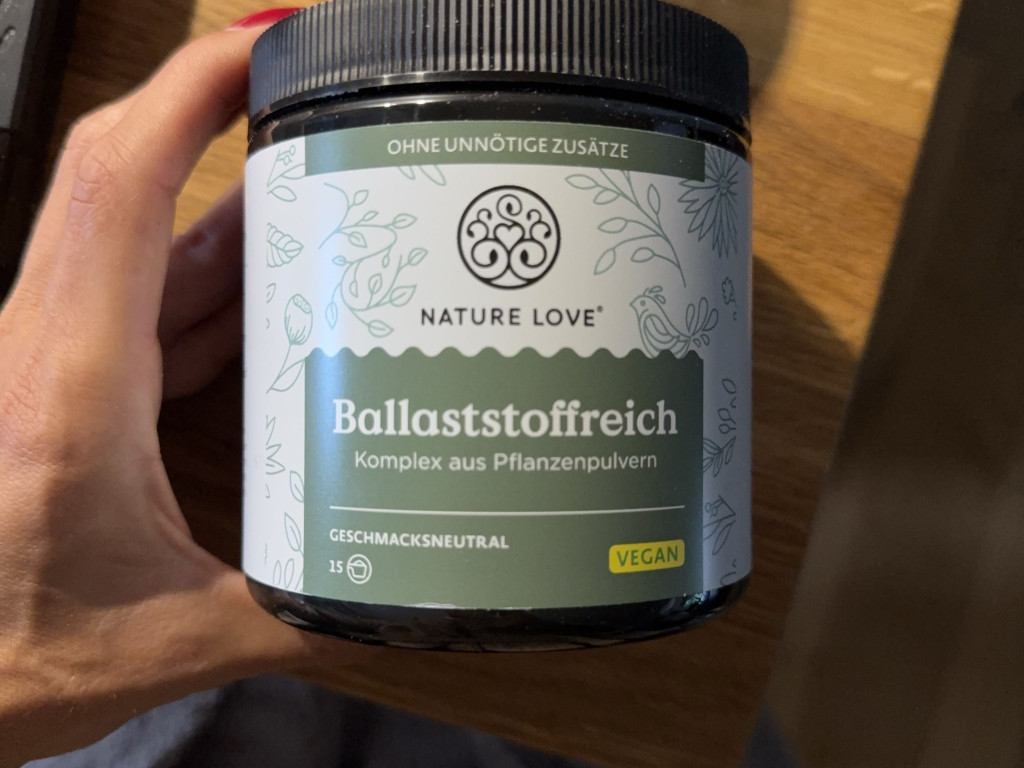 OHNE UNNÖTIGE ZUSÄTZE
NATURE LOVE®
Ballaststoffreich
Komplex aus Pflanzenpulvern
GESCHMACKSNEUTRAL
15
VEGAN